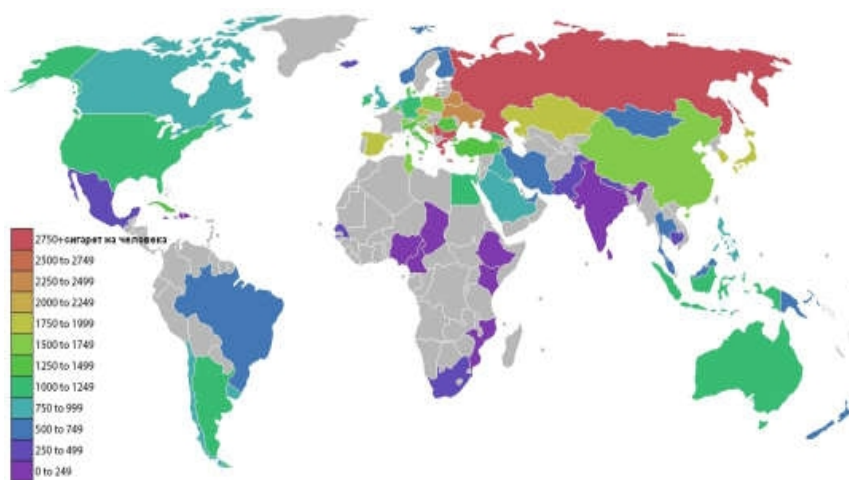 2750+сигарет на человека
2500 to 2749
2250 to 2499
2000 to 2249
1750 to 1999
1500 to 1749
1250 to 1499
1000 to 1249
750 to 999
500 to 749
250 to 499
0 to 249